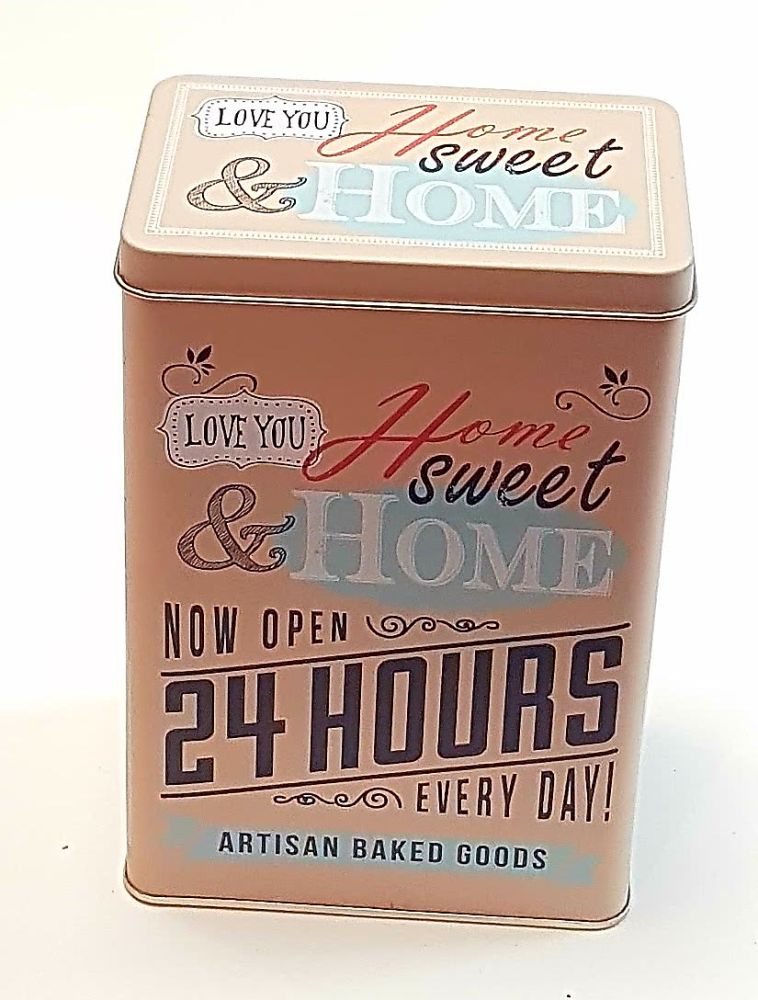 LOVE YOU Home
sweet
& HOME
LOVE YOU Home
sweet
& HOME
NOW OPEN
24 HOURS
EVERY DAY!
ARTISAN BAKED GOODS